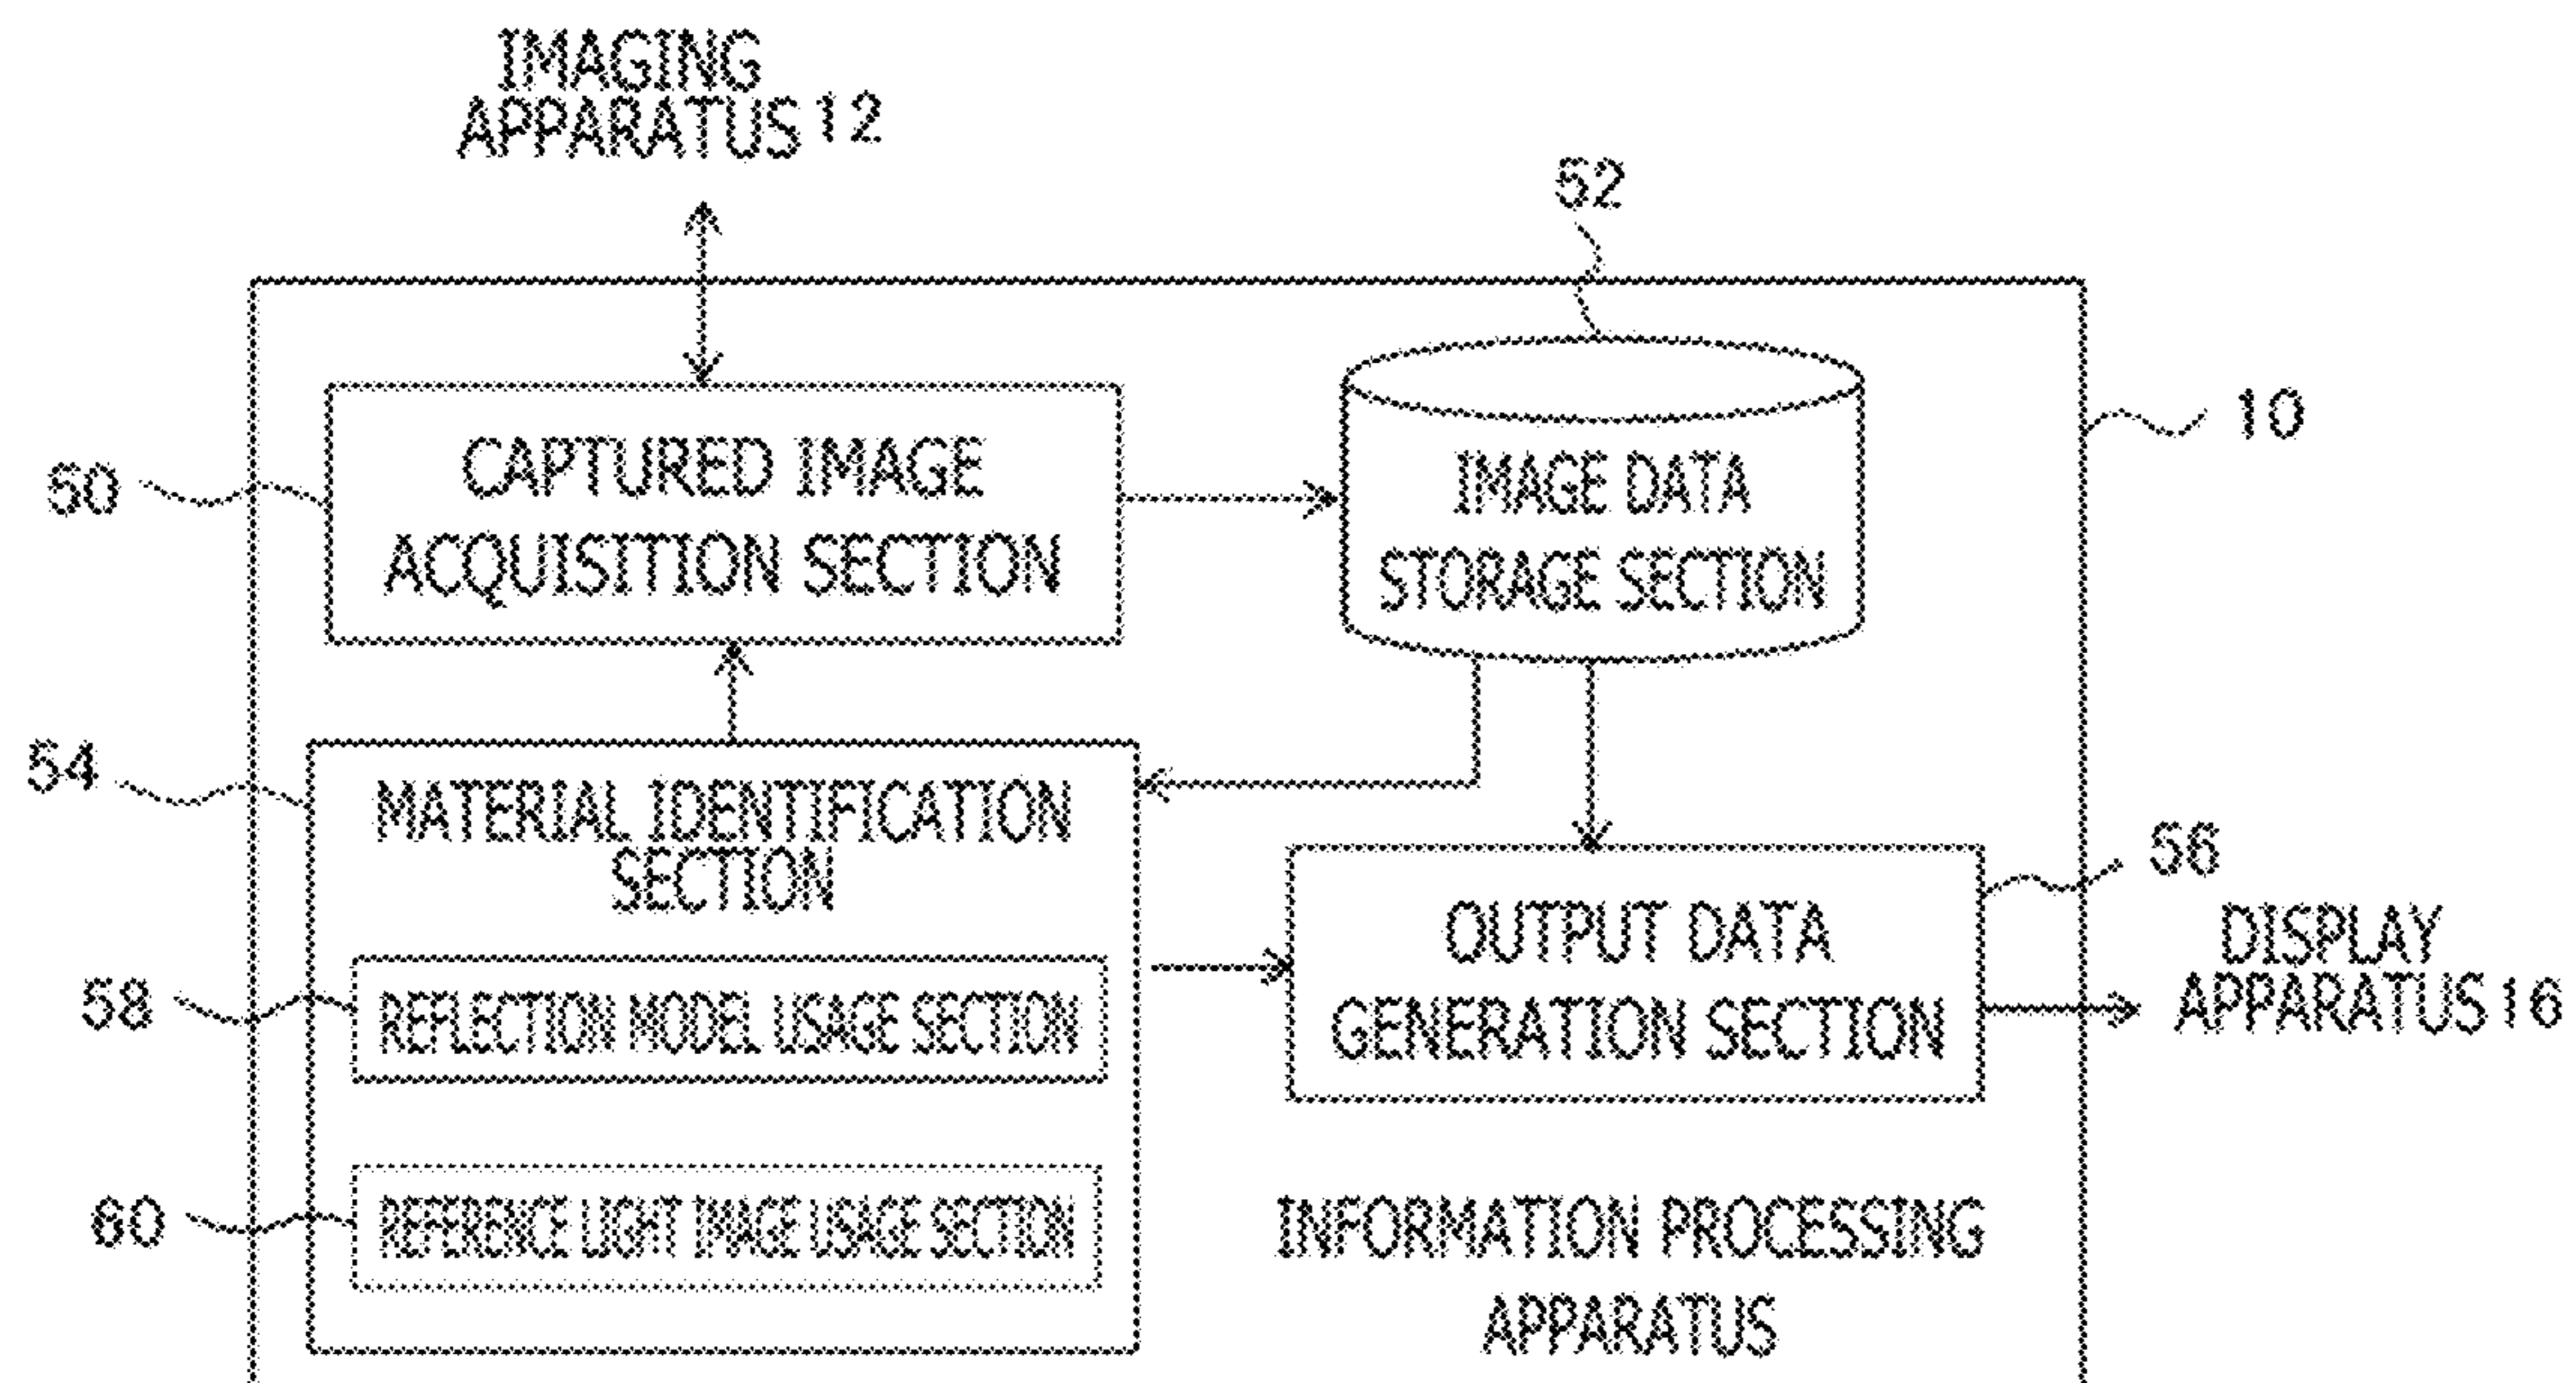 IMAGING
APPARATUS 12
52
10
50
CAPTURED IMAGE
ACQUISITION SECTION
IMAGE DATA
STORAGE SECTION
54
MATERIAL IDENTIFICATION
SECTION
58
REFLECTION MODEL USAGE SECTION
60
REFERENCE LIGHT IMAGE USAGE SECTION
56
OUTPUT DATA
GENERATION SECTION
DISPLAY
APPARATUS 16
INFORMATION PROCESSING
APPARATUS